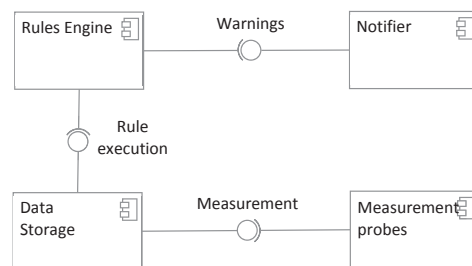 Rules Engine
Warnings
Notifier
Rule
execution
Data
Storage
Measurement
Measurement
probes